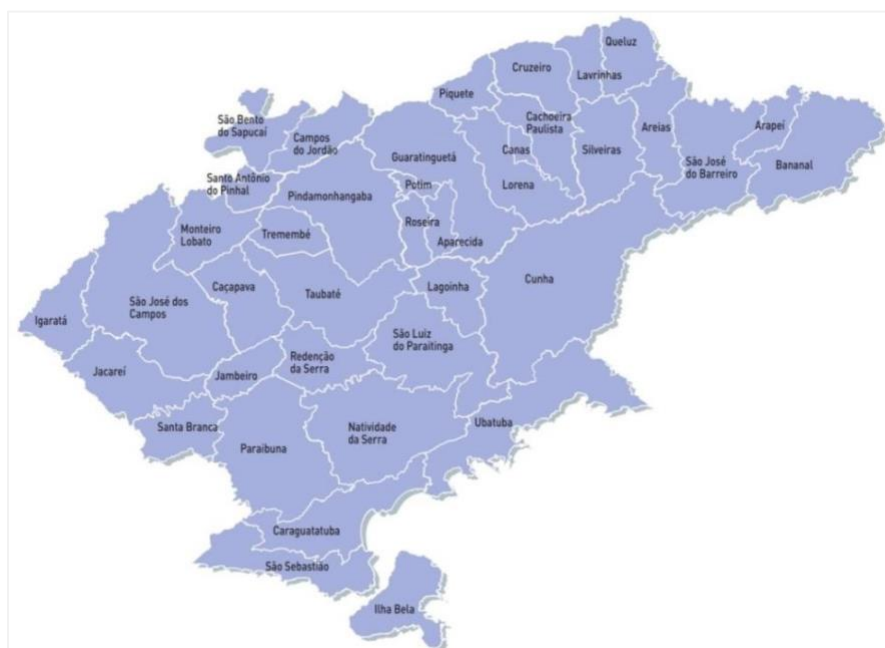 Queluz
Cruzeiro
Lavrinhas
Piquete
São Bento
do Sapucaí
Campos
do Jordão
Cachoeira
Paulista
Areias
Arapeí
Guaratinguetá
Canas
Silveiras
São José
do Barreiro
Bananal
Santo Antônio
do Pinhal
Pindamonhangaba
Potim
Lorena
Monteiro
Lobato
Tremembé
Roseira
Aparecida
Igaratá
São José dos
Campos
Caçapava
Taubaté
Lagoinha
Cunha
São Luiz
do Paraitinga
Jacareí
Jambeiro
Redenção
da Serra
Santa Branca
Paraibuna
Natividade
da Serra
Ubatuba
Caraguatatuba
São Sebastião
Ilha Bela